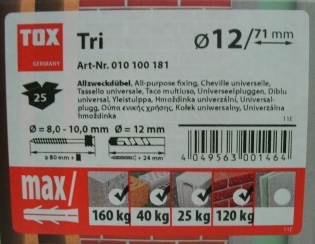 TOX
GERMANY
Tri
Ø12/71 mm
Art-Nr. 010 100 181
Allzweckdübel, All-purpose fixing, Cheville universelle,
Tassello universale, Taco multiuso, Universeelpluggen, Diblu
universal, Yleistulppa, Hmoždinka univerzální, Universal-
plugg, Ούπα γενικής χρήσης, Kołek uniwersalny, Univerzálna
hmoždinka
25
11E
Ø = 8,0 - 10,0 mm
Ø = 12 mm
≥ 80 mm +
+ 24 mm
4 049563 001464
max/
160 kg
40 kg
25 kg
120 kg
11E